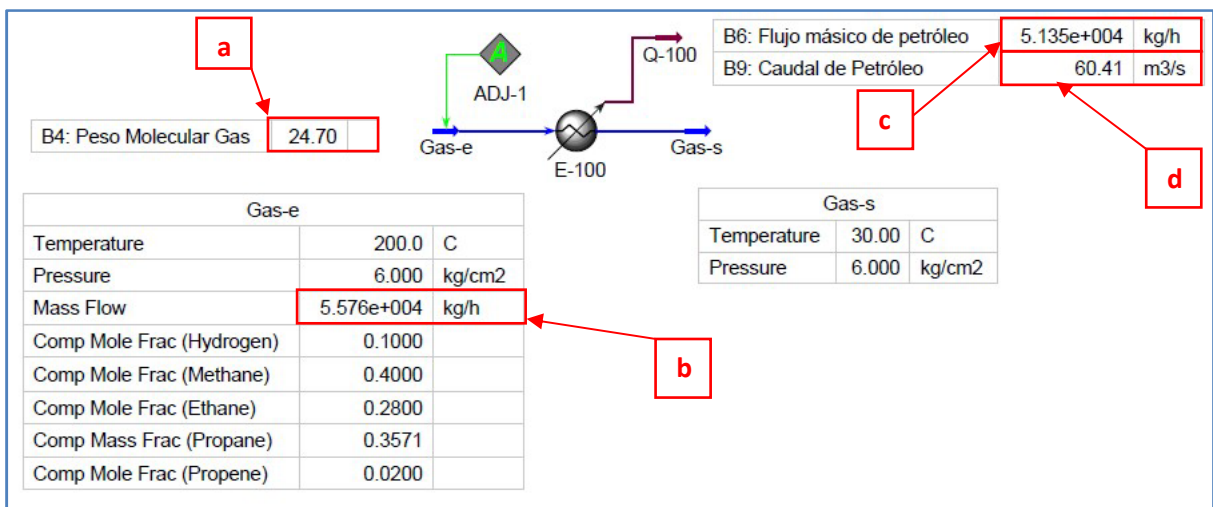 a
B6: Flujo másico de petróleo 5.135e+004 kg/h
B9: Caudal de Petróleo 60.41 m3/s
Q-100
A
ADJ-1
c
B4: Peso Molecular Gas 24.70
Gas-e
Gas-s
E-100
d
Gas-e
Temperature 200.0 C
Pressure 6.000 kg/cm2
Mass Flow 5.576e+004 kg/h
Comp Mole Frac (Hydrogen) 0.1000
Comp Mole Frac (Methane) 0.4000
Comp Mole Frac (Ethane) 0.2800
Comp Mass Frac (Propane) 0.3571
Comp Mole Frac (Propene) 0.0200
Gas-s
Temperature 30.00 C
Pressure 6.000 kg/cm2
b